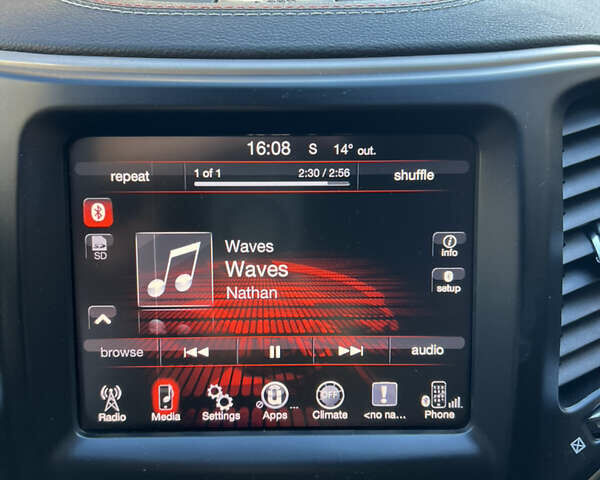 16:08 S 14° out.
repeat 1 of 1 2:30 / 2:56 shuffle
SD
Waves
Waves
Nathan
info
setup
browse audio
Radio Media Settings Apps ... OFF Climate <no na... Phone